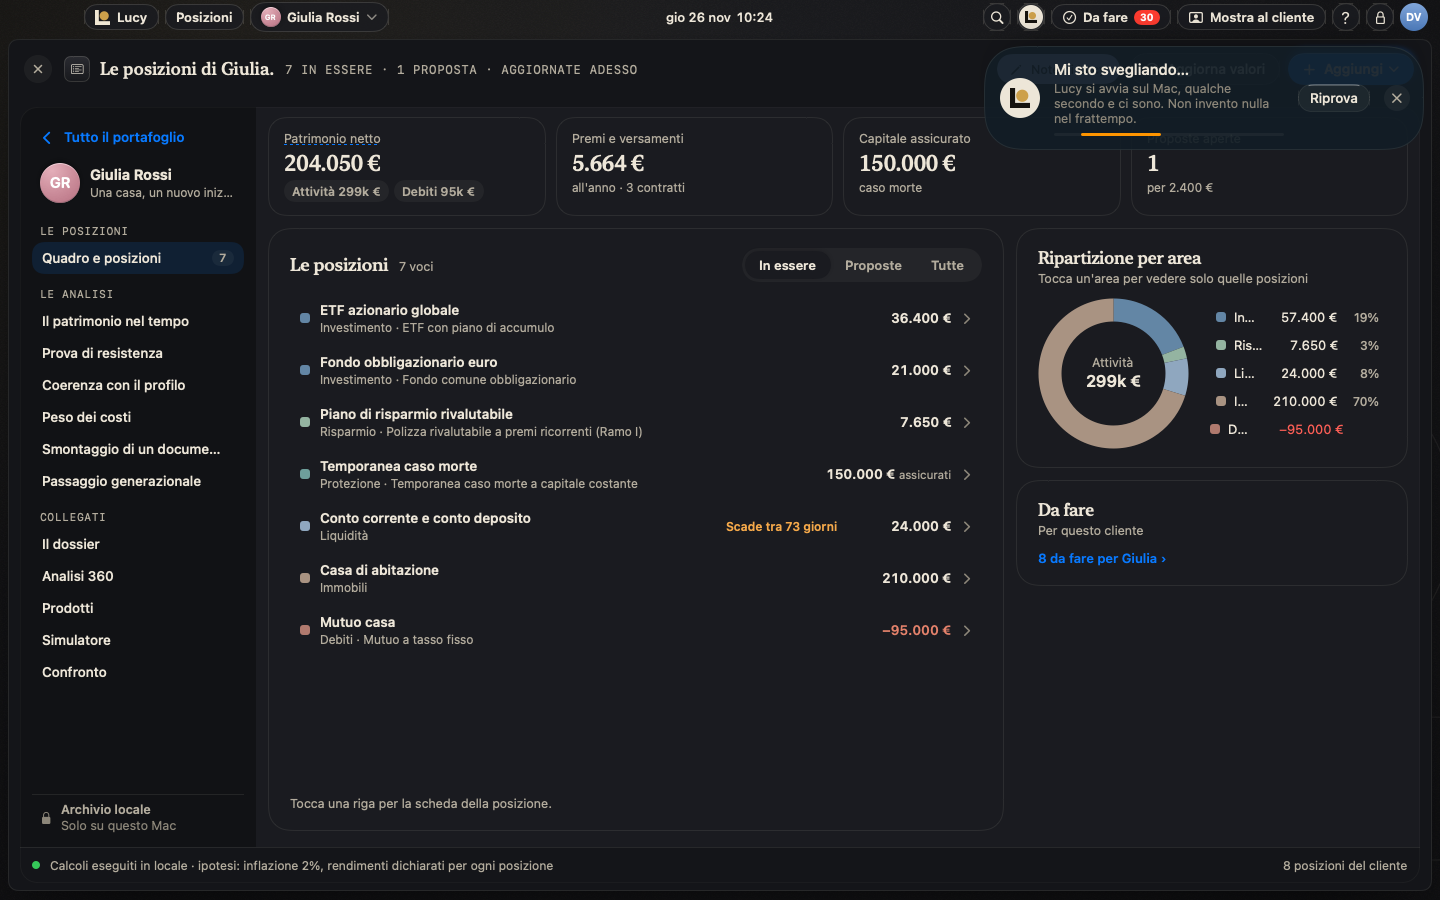 Lucy
Posizioni
GR Giulia Rossi
gio 26 nov 10:24
Da fare 30
Mostra al cliente
?
DV
Le posizioni di Giulia.
7 IN ESSERE · 1 PROPOSTA · AGGIORNATE ADESSO
Mi sto svegliando...
Lucy si avvia sul Mac, qualche
secondo e ci sono. Non invento nulla
nel frattempo.
Riprova
Aggiungi
Tutto il portafoglio
GR
Giulia Rossi
Una casa, un nuovo iniz...
LE POSIZIONI
Quadro e posizioni 7
LE ANALISI
Il patrimonio nel tempo
Prova di resistenza
Coerenza con il profilo
Peso dei costi
Smontaggio di un docume...
Passaggio generazionale
COLLEGATI
Il dossier
Analisi 360
Prodotti
Simulatore
Confronto
Archivio locale
Solo su questo Mac
Patrimonio netto
204.050 €
Attività 299k € Debiti 95k €
Premi e versamenti
5.664 €
all'anno · 3 contratti
Capitale assicurato
150.000 €
caso morte
Proposte aperte
1
per 2.400 €
Le posizioni 7 voci
In essere Proposte Tutte
ETF azionario globale
Investimento · ETF con piano di accumulo
36.400 €
Fondo obbligazionario euro
Investimento · Fondo comune obbligazionario
21.000 €
Piano di risparmio rivalutabile
Risparmio · Polizza rivalutabile a premi ricorrenti (Ramo I)
7.650 €
Temporanea caso morte
Protezione · Temporanea caso morte a capitale costante
150.000 € assicurati
Conto corrente e conto deposito
Liquidità
Scade tra 73 giorni
24.000 €
Casa di abitazione
Immobili
210.000 €
Mutuo casa
Debiti · Mutuo a tasso fisso
−95.000 €
Tocca una riga per la scheda della posizione.
Ripartizione per area
Tocca un'area per vedere solo quelle posizioni
Attività
299k €
In... 57.400 € 19%
Ris... 7.650 € 3%
Li... 24.000 € 8%
I... 210.000 € 70%
D... −95.000 €
Da fare
Per questo cliente
8 da fare per Giulia ›
Calcoli eseguiti in locale · ipotesi: inflazione 2%, rendimenti dichiarati per ogni posizione
8 posizioni del cliente